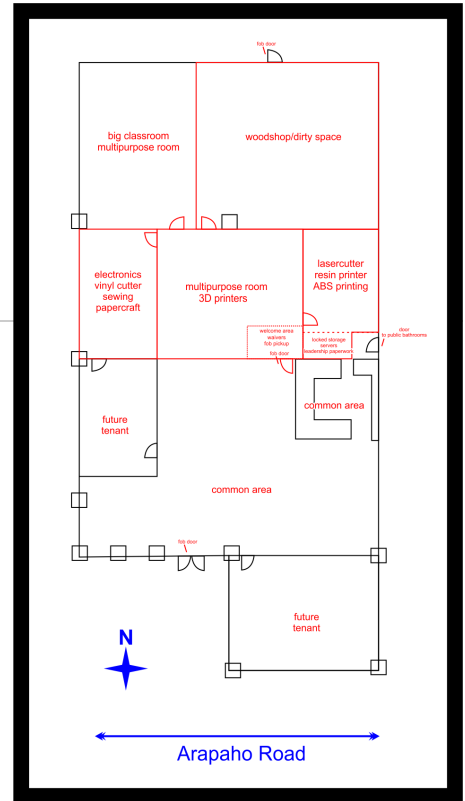 fob door
big classroom
multipurpose room
woodshop/dirty space
electronics
vinyl cutter
sewing
papercraft
multipurpose room
3D printers
lasercutter
resin printer
ABS printing
welcome area
waivers
fob pickup
locked storage
servers
leadership paperwork
door
to public bathrooms
fob door
common area
future
tenant
common area
fob door
future
tenant
N
Arapaho Road